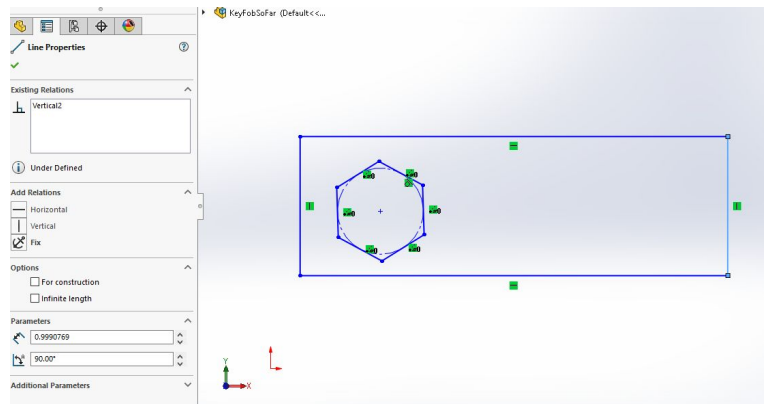 KeyFobSoFar (Default<<...
Line Properties
Existing Relations
Vertical2
Under Defined
Add Relations
Horizontal
Vertical
Fix
Options
For construction
Infinite length
Parameters
0.9990769
90.00°
Additional Parameters
Y
X